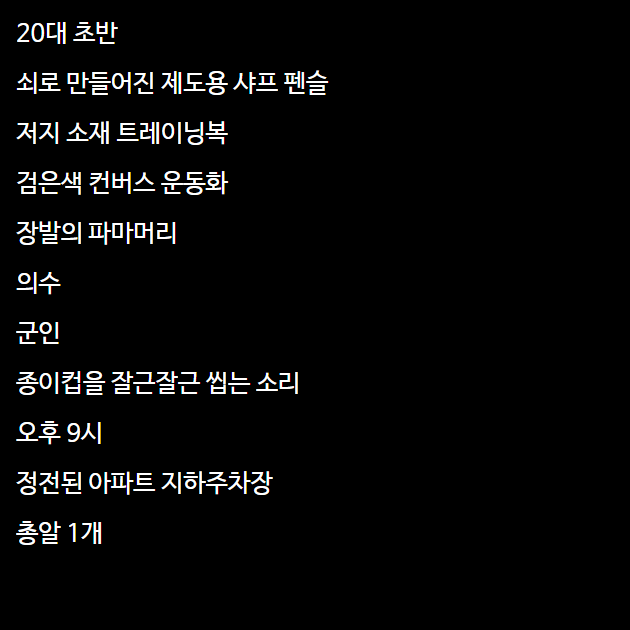 20대 초반
쇠로 만들어진 제도용 샤프 펜슬
저지 소재 트레이닝복
검은색 컨버스 운동화
장발의 파마머리
의수
군인
종이컵을 잘근잘근 씹는 소리
오후 9시
정전된 아파트 지하주차장
총알 1개